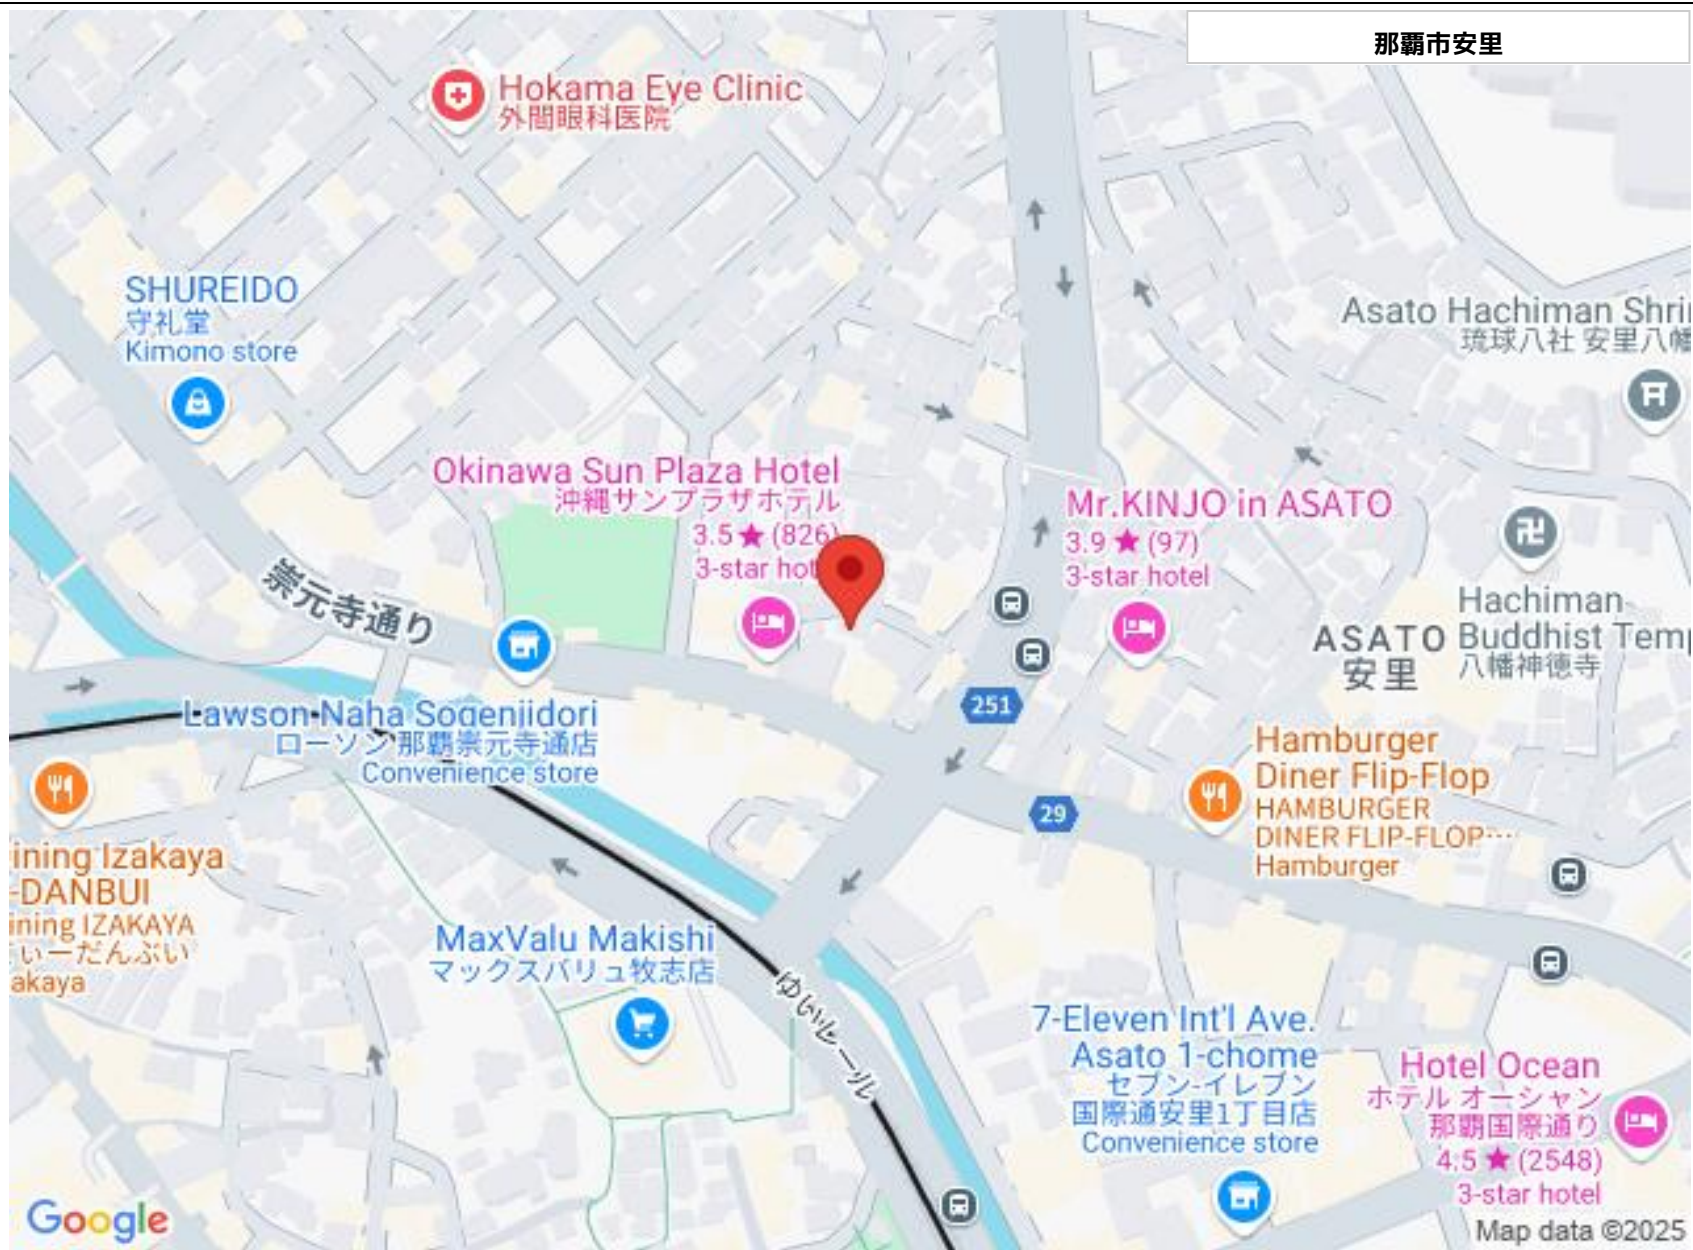 那覇市安里
Hokama Eye Clinic
外間眼科医院
SHUREIDO
守礼堂
Kimono store
Asato Hachiman Shri
琉球八社 安里八幡
Okinawa Sun Plaza Hotel
沖縄サンプラザホテル
3.5 ★ (826)
3-star hot
Mr.KINJO in ASATO
3.9 ★ (97)
3-star hotel
崇元寺通り
Hachiman
Buddhist Temp
八幡神徳寺
ASATO
安里
251
Lawson Naha Sogenjidori
ローソン 那覇崇元寺通店
Convenience store
29
Hamburger
Diner Flip-Flop
HAMBURGER
DINER FLIP-FLOP…
Hamburger
ining Izakaya
-DANBUI
ining IZAKAYA
ぃーだんぶい
akaya
MaxValu Makishi
マックスバリュ牧志店
ゆいレール
7-Eleven Int'l Ave.
Asato 1-chome
セブン-イレブン
国際通安里1丁目店
Convenience store
Hotel Ocean
ホテル オーシャン
那覇国際通り
4.5 ★ (2548)
3-star hotel
Google
Map data ©2025